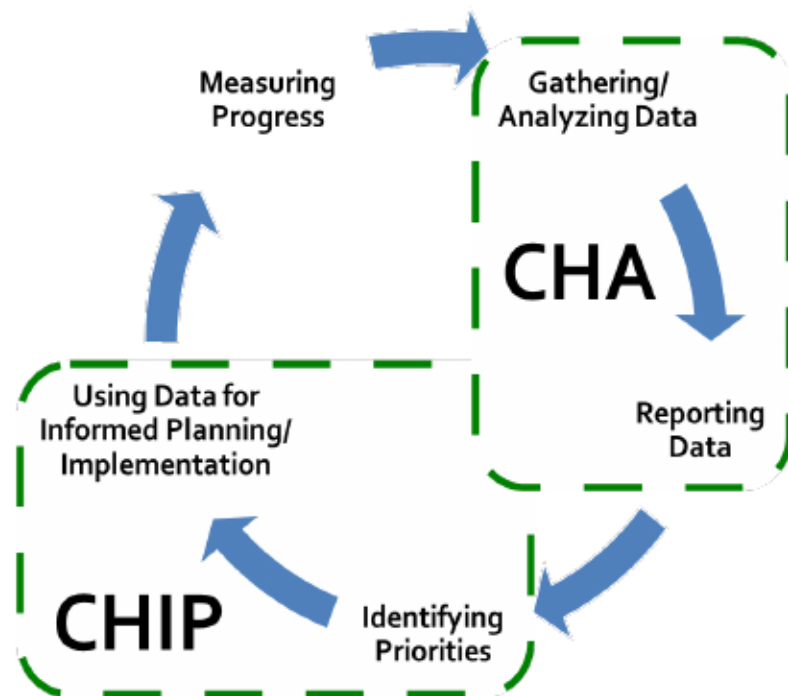 Measuring
Progress
Gathering/
Analyzing Data
CHA
Reporting
Data
Using Data for
Informed Planning/
Implementation
CHIP
Identifying
Priorities